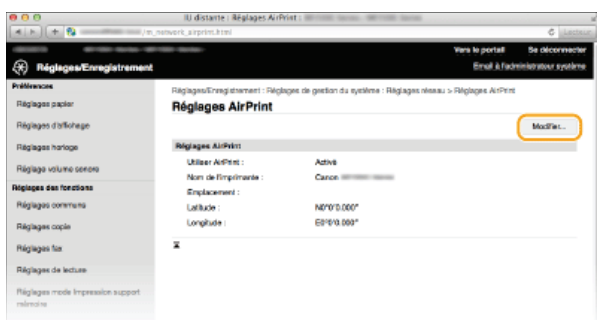 IU distante : Réglages AirPrint :
m_network_airprint.html
Lecteur
Vers le portail Se déconnecter
Réglages/Enregistrement
Email à l'administrateur système
Préférences
Réglages papier
Réglages d'affichage
Réglages horloge
Réglage volume sonore
Réglages des fonctions
Réglages communs
Réglages copie
Réglages fax
Réglages de lecture
Réglages mode Impression support mémoire
Réglages/Enregistrement : Réglages de gestion du système : Réglages réseau > Réglages AirPrint
Réglages AirPrint
Modifier...
Réglages AirPrint
Utiliser AirPrint : Activé
Nom de l'imprimante : Canon
Emplacement :
Latitude : N0°0'0.000"
Longitude : E0°0'0.000"